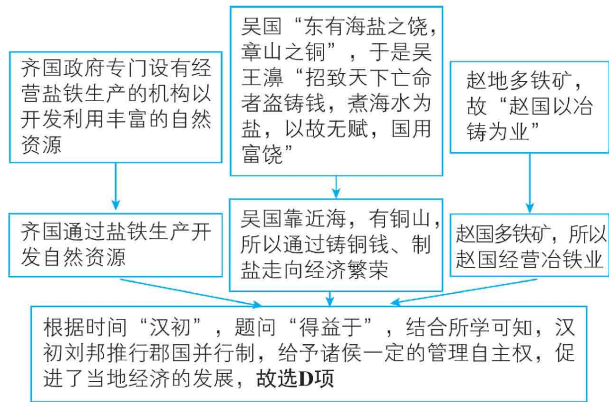 齐国政府专门设有经
营盐铁生产的机构以
开发利用丰富的自然
资源
吴国“东有海盐之饶,
章山之铜”,于是吴
王濞“招致天下亡命
者盗铸钱,煮海水为
盐,以故无赋,国用
富饶”
赵地多铁矿,
故“赵国以冶
铸为业”
齐国通过盐铁生产开
发自然资源
吴国靠近海,有铜山,
所以通过铸铜钱、制
盐走向经济繁荣
赵国多铁矿,所以
赵国经营冶铁业
根据时间“汉初”,题问“得益于”,结合所学可知,汉
初刘邦推行郡国并行制,给予诸侯一定的管理自主权,促
进了当地经济的发展,故选D项